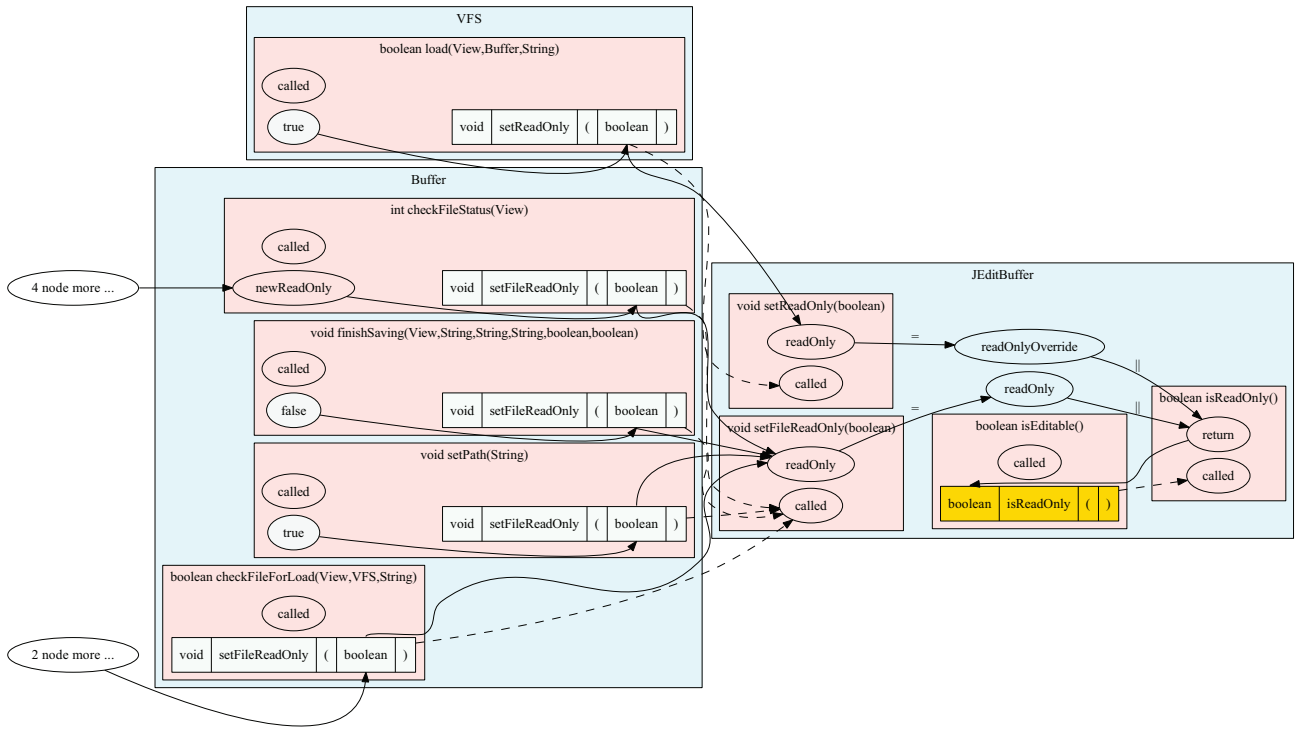 VFS
boolean load(View,Buffer,String)
called
true
void setReadOnly ( boolean )
Buffer
int checkFileStatus(View)
called
4 node more ...
newReadOnly
void setFileReadOnly ( boolean )
void finishSaving(View,String,String,String,boolean,boolean)
called
false
void setFileReadOnly ( boolean )
void setPath(String)
called
true
void setFileReadOnly ( boolean )
boolean checkFileForLoad(View,VFS,String)
called
2 node more ...
void setFileReadOnly ( boolean )
JEditBuffer
void setReadOnly(boolean)
readOnly
called
=
readOnlyOverride
||
readOnly
||
void setFileReadOnly(boolean)
readOnly
called
=
boolean isEditable()
called
boolean isReadOnly ( )
boolean isReadOnly()
return
called